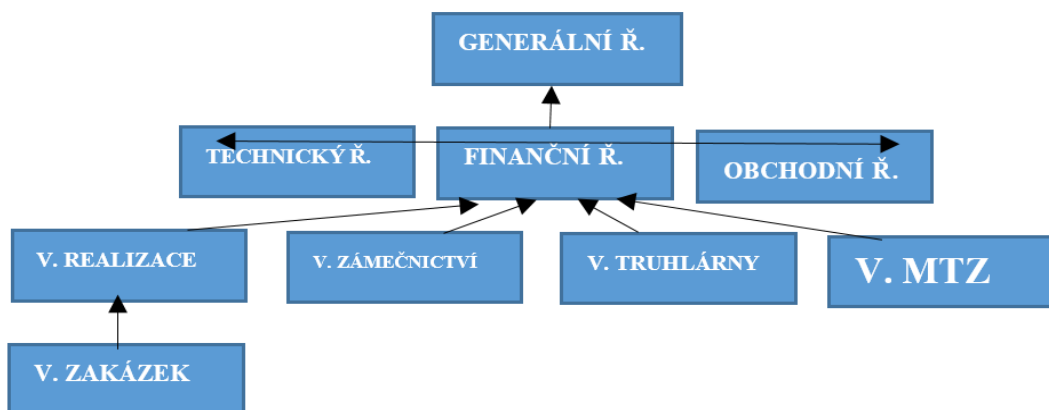 GENERÁLNÍ Ř.
TECHNICKÝ Ř.
FINANČNÍ Ř.
OBCHODNÍ Ř.
V. REALIZACE
V. ZÁMEČNICTVÍ
V. TRUHLÁRNY
V. MTZ
V. ZAKÁZEK